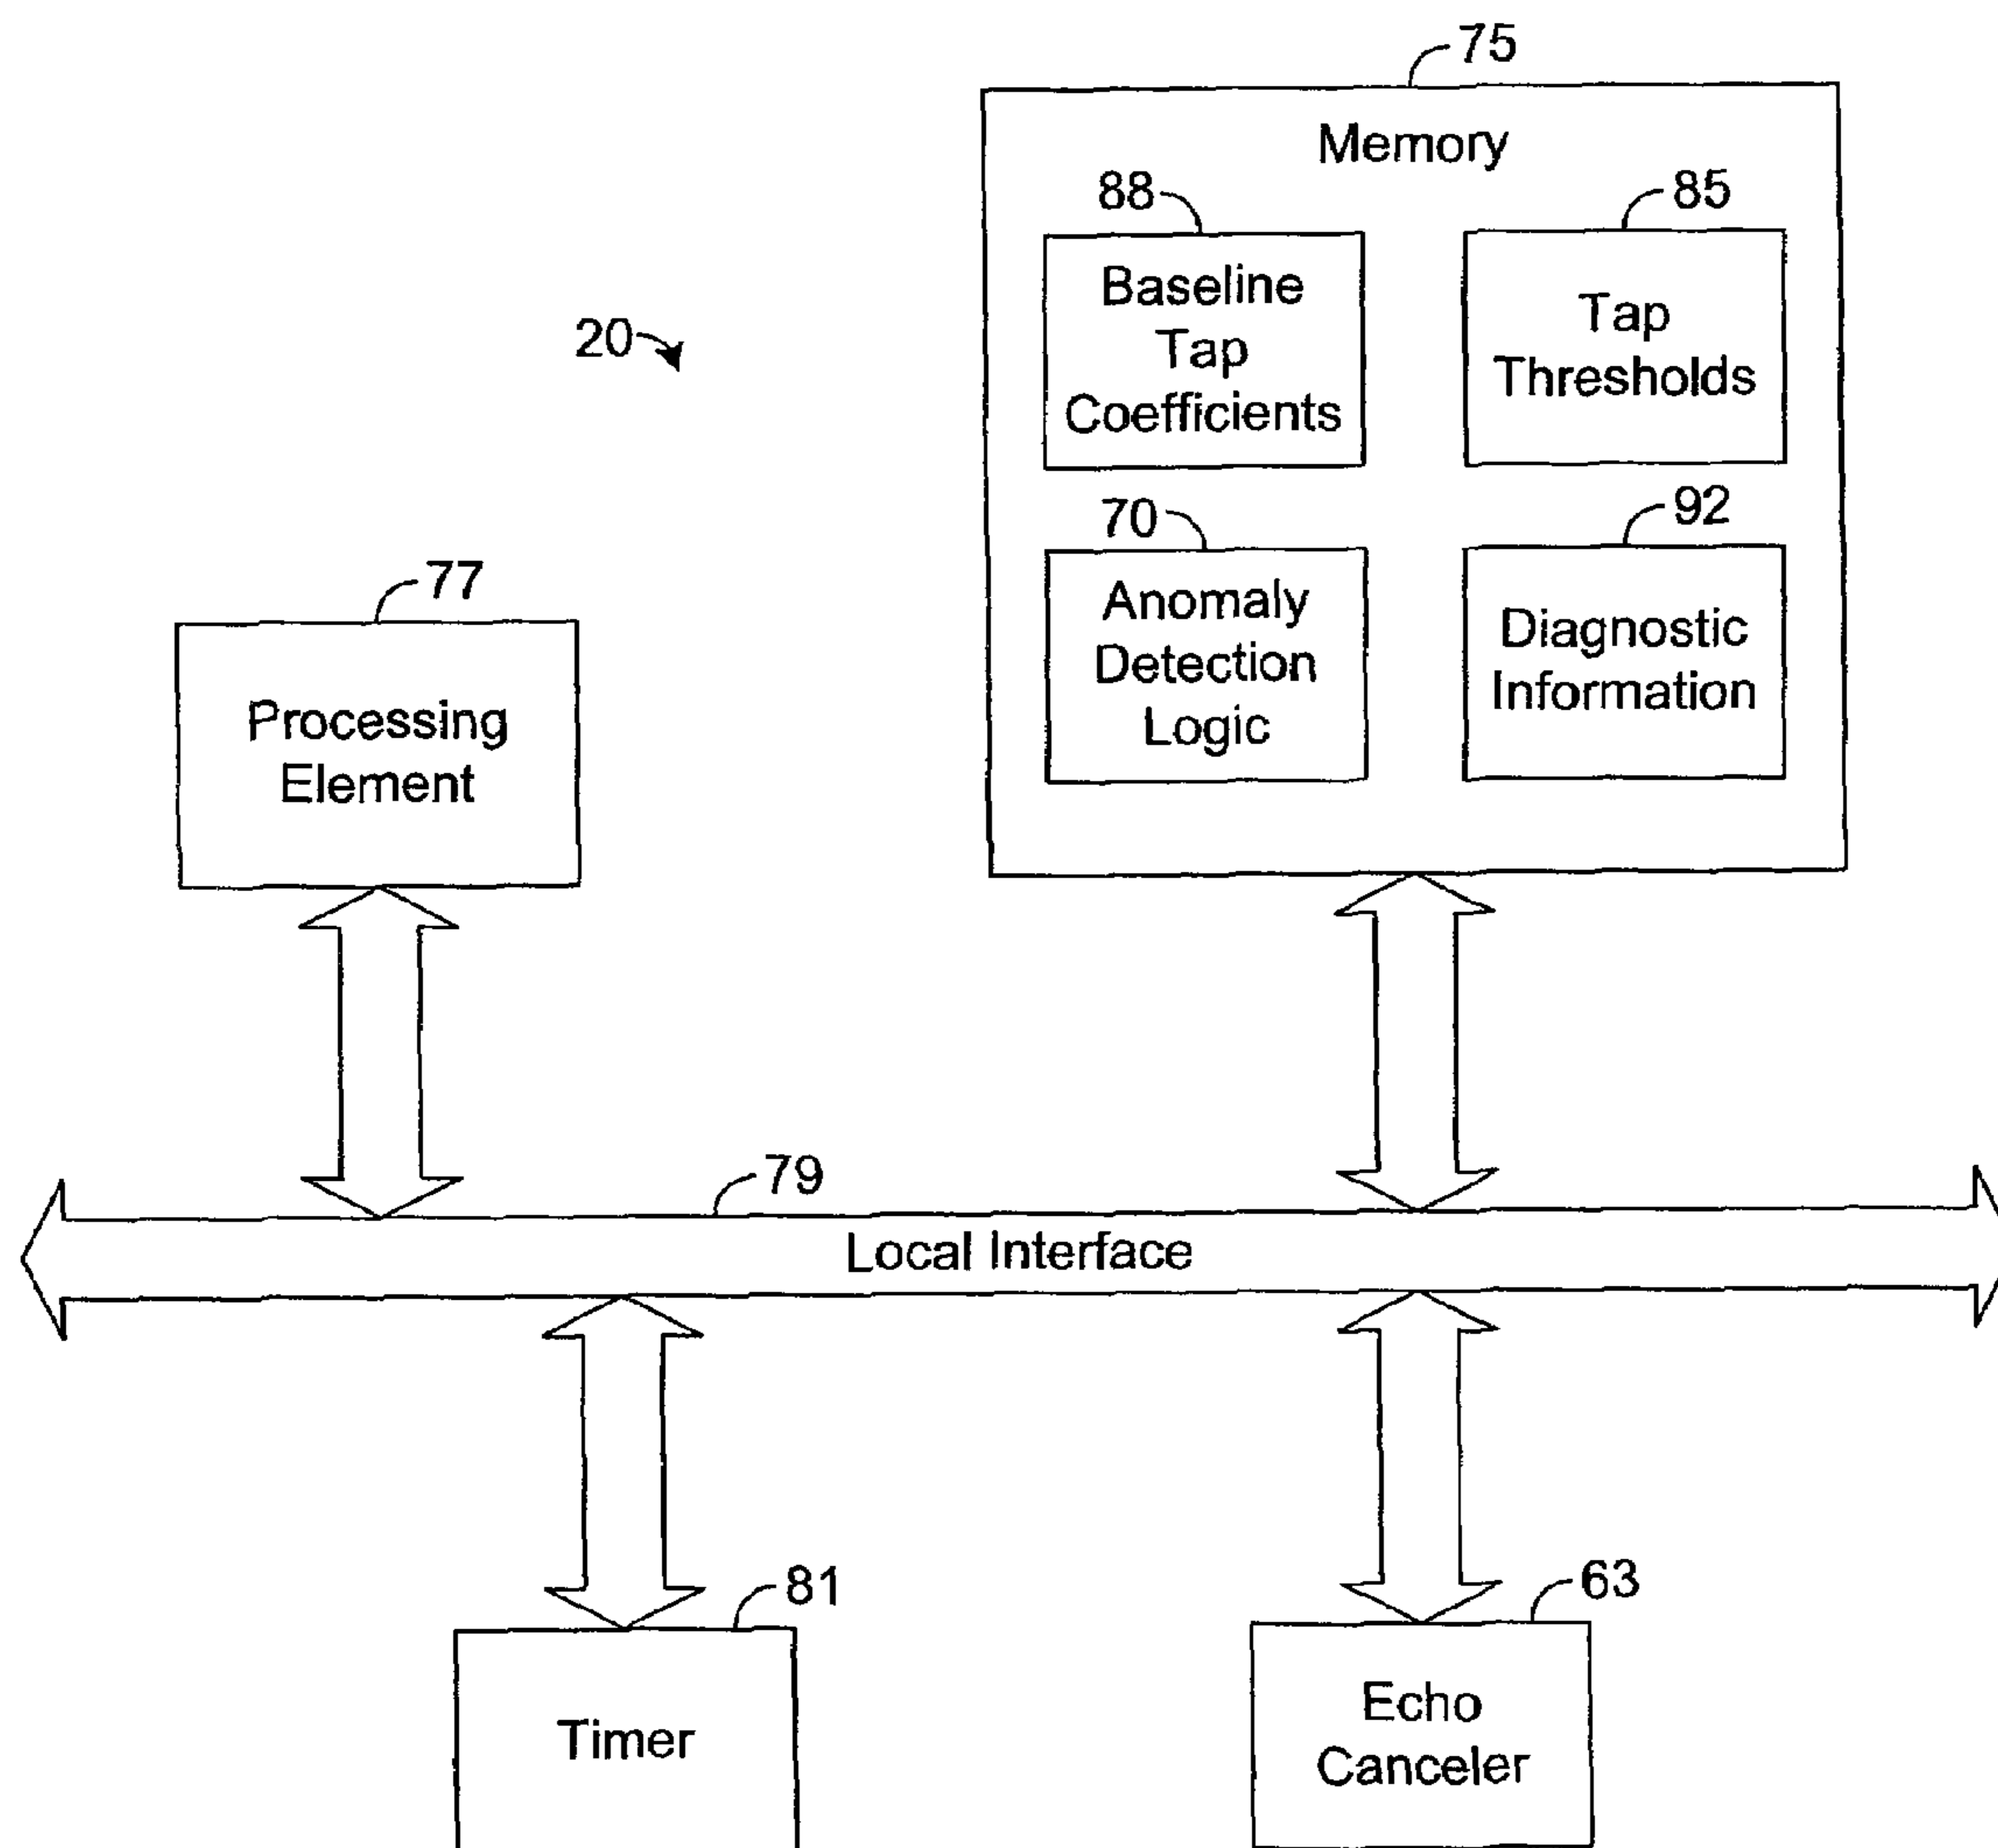 75
Memory
88
85
Baseline
Tap
Coefficients
Tap
Thresholds
20
70
92
Anomaly
Detection
Logic
Diagnostic
Information
77
Processing
Element
79
Local Interface
81
63
Timer
Echo
Canceler